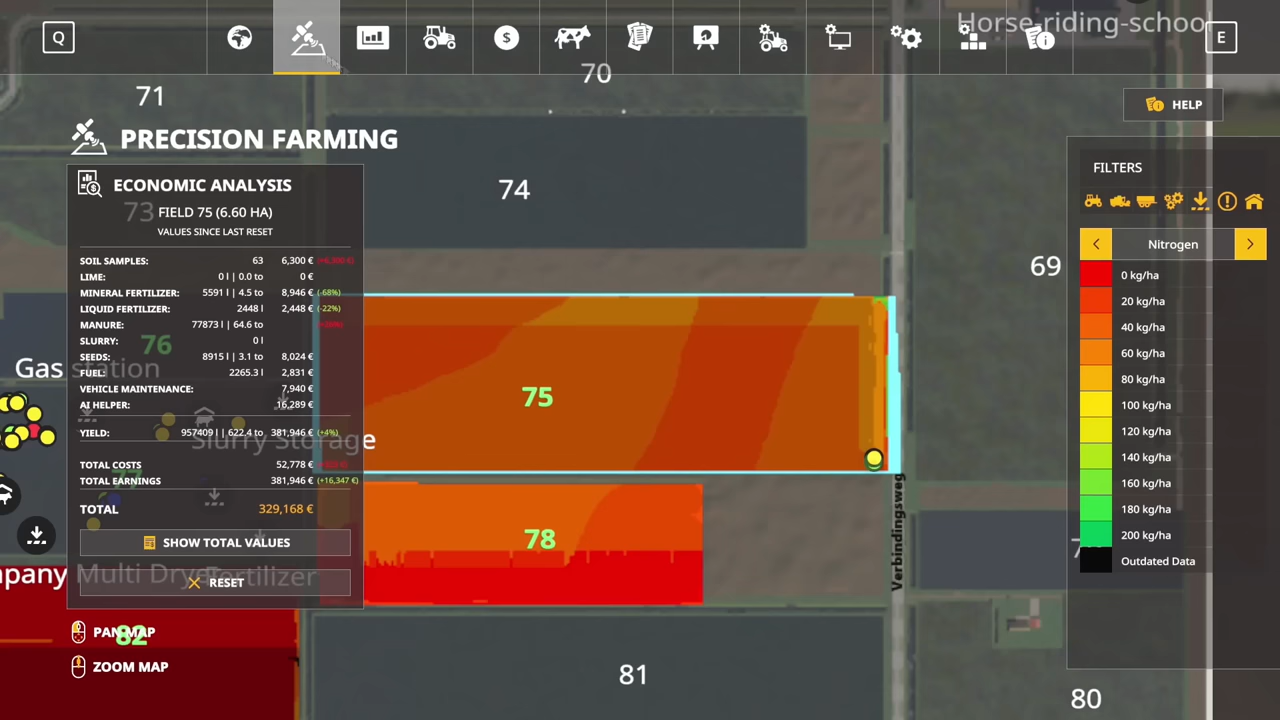 Q
Horse-riding-school
E
70
71
HELP
PRECISION FARMING
FILTERS
ECONOMIC ANALYSIS
74
73
FIELD 75 (6.60 HA)
VALUES SINCE LAST RESET
Nitrogen
SOIL SAMPLES: 63 6,300 € (+6,300 €)
69
0 kg/ha
LIME: 0 l | 0.0 to 0 €
MINERAL FERTILIZER: 5591 l | 4.5 to 8,946 € (-68%)
20 kg/ha
LIQUID FERTILIZER: 2448 l 2,448 € (-22%)
MANURE: 77873 l | 64.6 to
40 kg/ha
SLURRY: 0 l
76
60 kg/ha
SEEDS: 8915 l | 3.1 to 8,024 €
Gas station
FUEL: 2265.3 l 2,831 €
80 kg/ha
VEHICLE MAINTENANCE: 7,940 €
75
AI HELPER: 16,289 €
100 kg/ha
YIELD: 957409 l | 622.4 to 381,946 € (+4%)
120 kg/ha
Slurry Storage
140 kg/ha
TOTAL COSTS 52,778 €
TOTAL EARNINGS 381,946 € (+16,347 €)
77
160 kg/ha
TOTAL 329,168 €
180 kg/ha
Verbindingsweg
SHOW TOTAL VALUES
78
200 kg/ha
Outdated Data
mpany Multi Dryer
Fertilizer
RESET
PAN MAP
82
ZOOM MAP
81
80